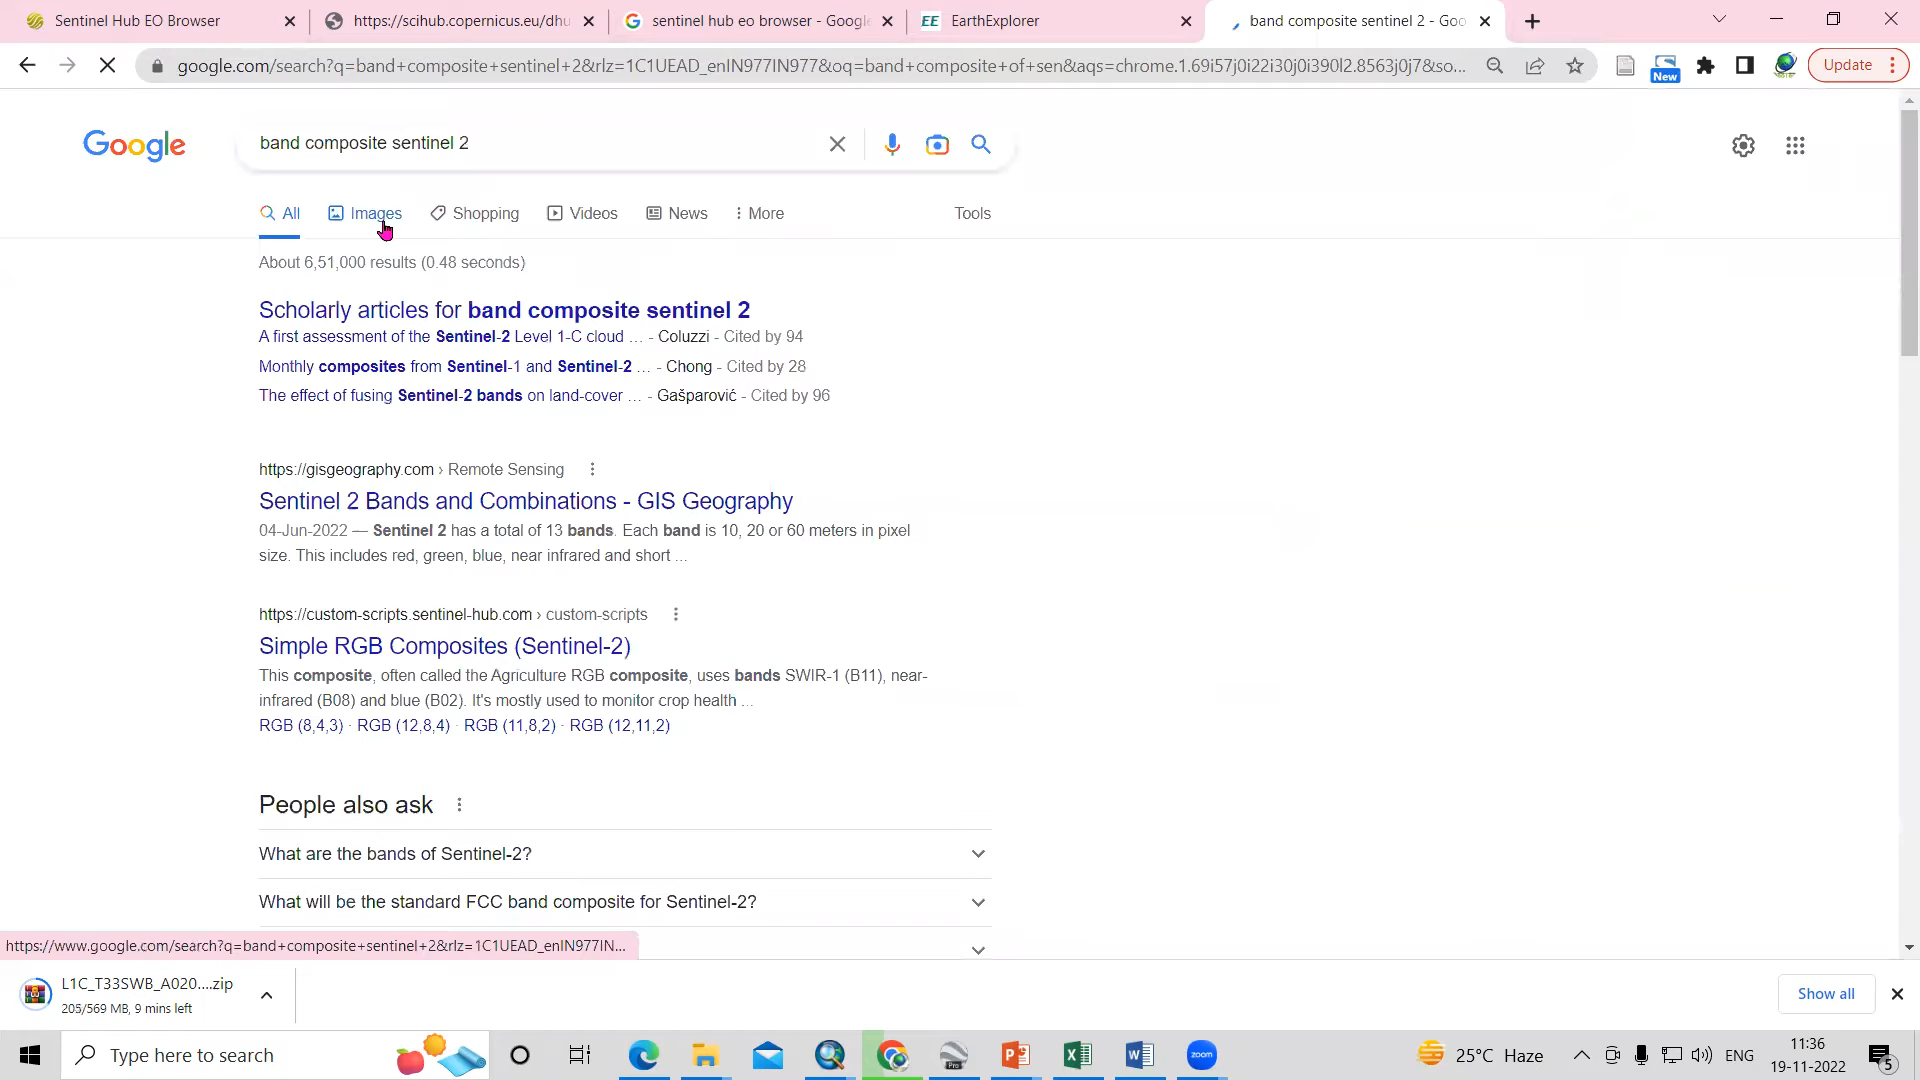 Sentinel Hub EO Browser
https://scihub.copernicus.eu/dhu
sentinel hub eo browser - Google
EE EarthExplorer
band composite sentinel 2 - Goo
google.com/search?q=band+composite+sentinel+2&rlz=1C1UEAD_enIN977IN977&oq=band+composite+of+sen&aqs=chrome.1.69i57j0i22i30j0i390l2.8563j0j7&so...
New
Update
Google
band composite sentinel 2
All
Images
Shopping
Videos
News
More
Tools
About 6,51,000 results (0.48 seconds)
Scholarly articles for band composite sentinel 2
A first assessment of the Sentinel-2 Level 1-C cloud … - Coluzzi - Cited by 94
Monthly composites from Sentinel-1 and Sentinel-2 … - Chong - Cited by 28
The effect of fusing Sentinel-2 bands on land-cover … - Gašparović - Cited by 96
https://gisgeography.com › Remote Sensing
Sentinel 2 Bands and Combinations - GIS Geography
04-Jun-2022 — Sentinel 2 has a total of 13 bands. Each band is 10, 20 or 60 meters in pixel
size. This includes red, green, blue, near infrared and short ...
https://custom-scripts.sentinel-hub.com › custom-scripts
Simple RGB Composites (Sentinel-2)
This composite, often called the Agriculture RGB composite, uses bands SWIR-1 (B11), near-
infrared (B08) and blue (B02). It's mostly used to monitor crop health ...
RGB (8,4,3) · RGB (12,8,4) · RGB (11,8,2) · RGB (12,11,2)
People also ask
What are the bands of Sentinel-2?
What will be the standard FCC band composite for Sentinel-2?
https://www.google.com/search?q=band+composite+sentinel+2&rlz=1C1UEAD_enIN977IN...
L1C_T33SWB_A020....zip
205/569 MB, 9 mins left
Show all
Type here to search
Pro
zoom
25°C Haze
ENG
11:36
19-11-2022
5